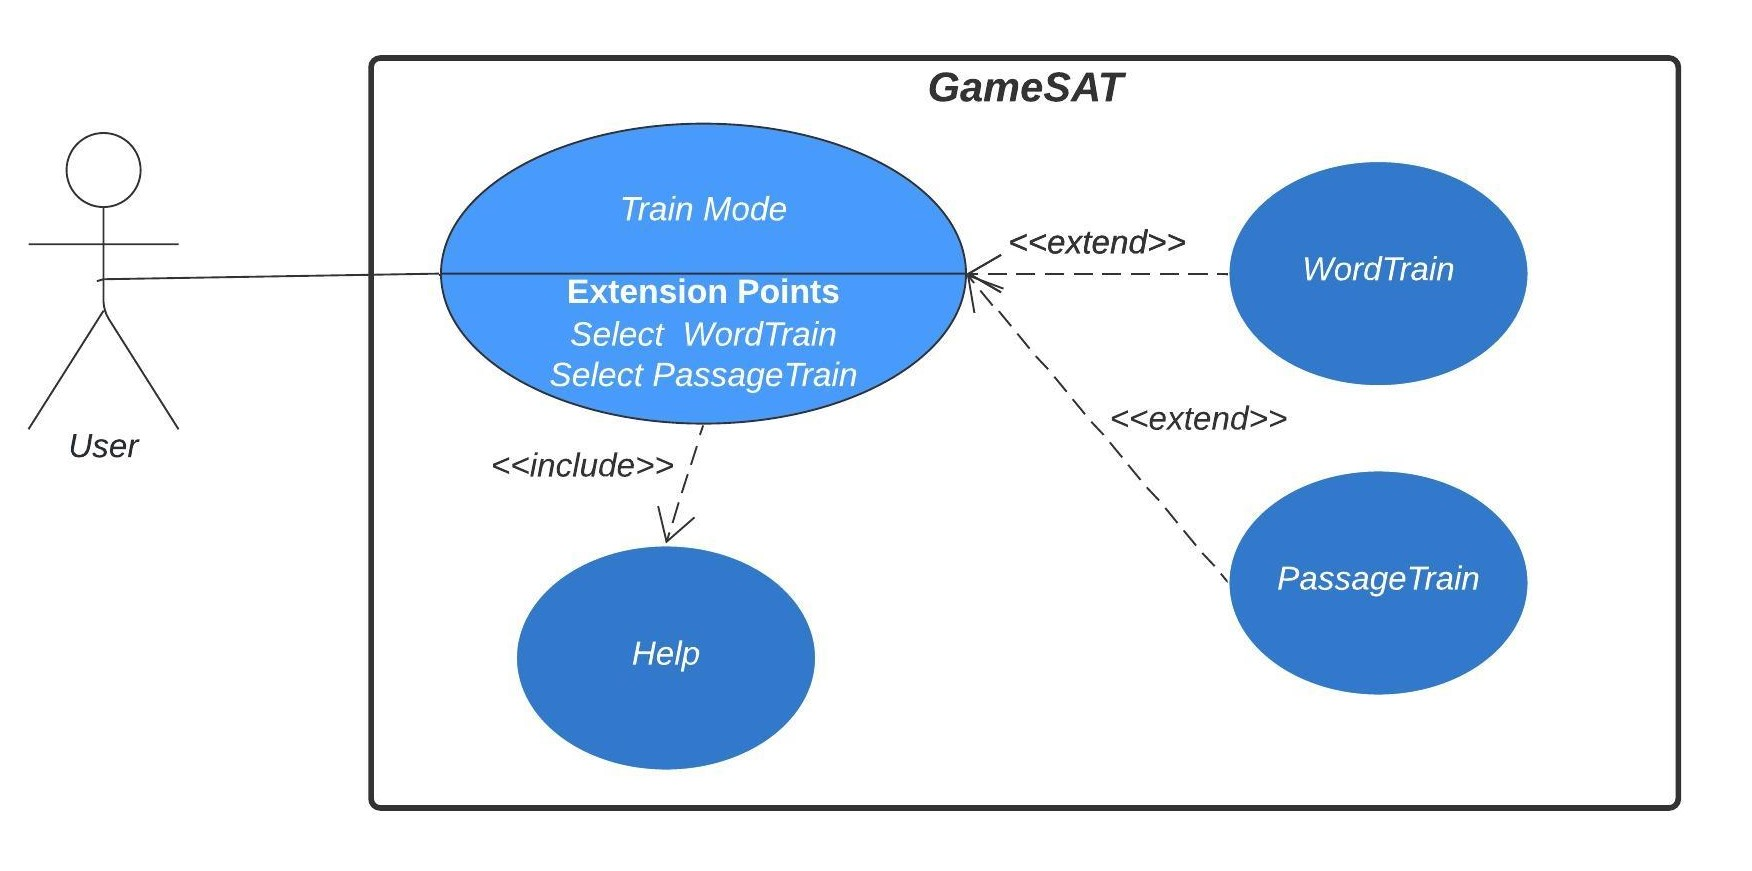 GameSAT
Train Mode
Extension Points
Select  WordTrain
Select PassageTrain
<<extend>>
WordTrain
<<extend>>
User
<<include>>
PassageTrain
Help